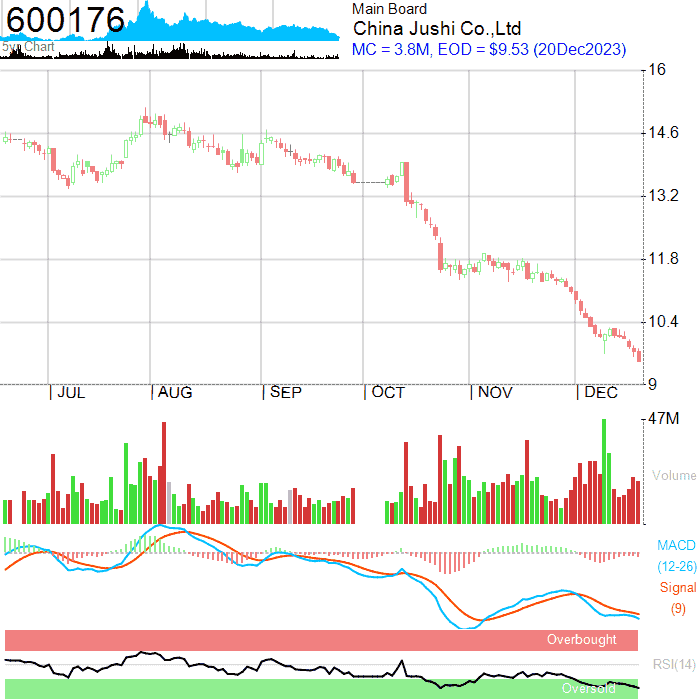 600176
5yr Chart
Main Board
China Jushi Co.,Ltd
MC = 3.8M, EOD = $9.53 (20Dec2023)
16
14.6
13.2
11.8
10.4
9
JUL
AUG
SEP
OCT
NOV
DEC
47M
Volume
MACD
(12-26)
Signal
(9)
Overbought
RSI(14)
Oversold